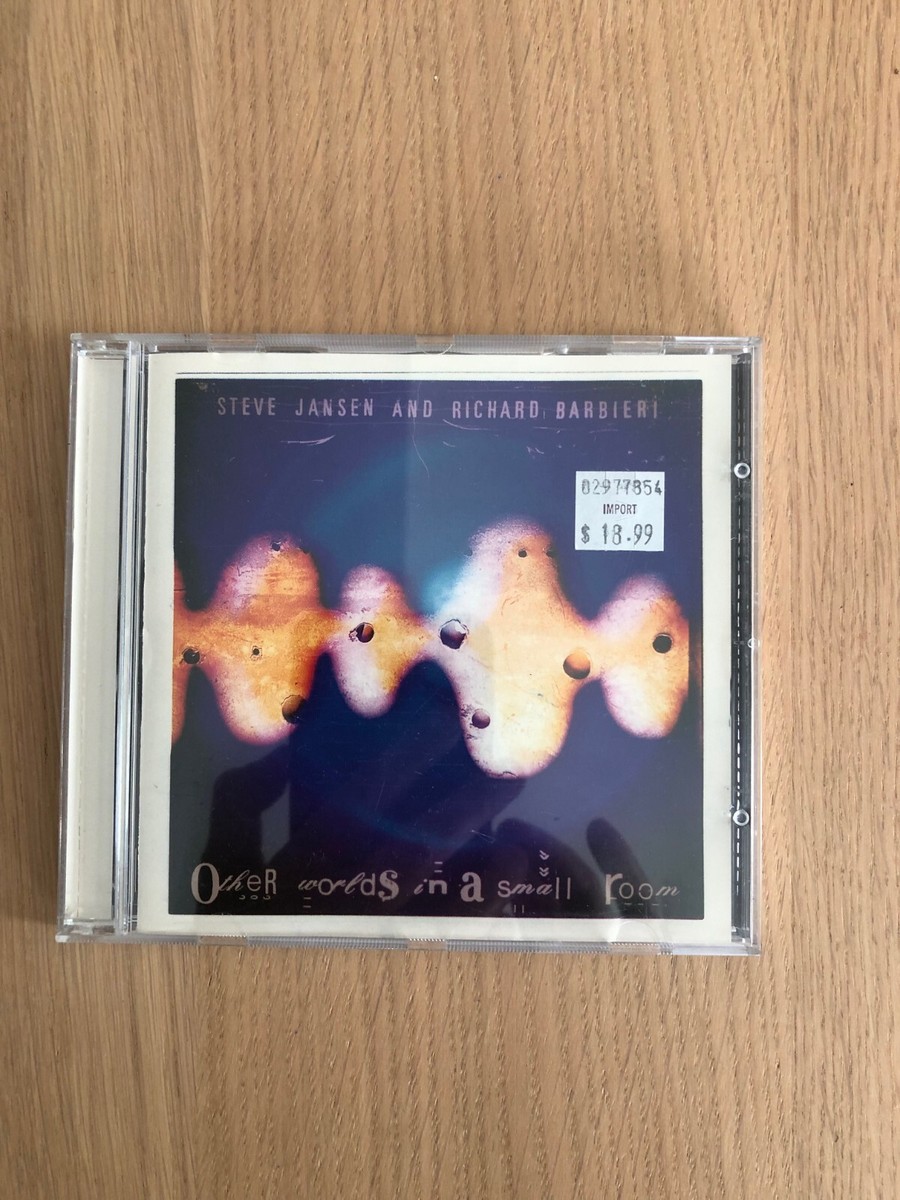 STEVE JANSEN AND RICHARD BARBIERI
02977854
IMPORT
$ 18.99
OtheR worldS in a small room